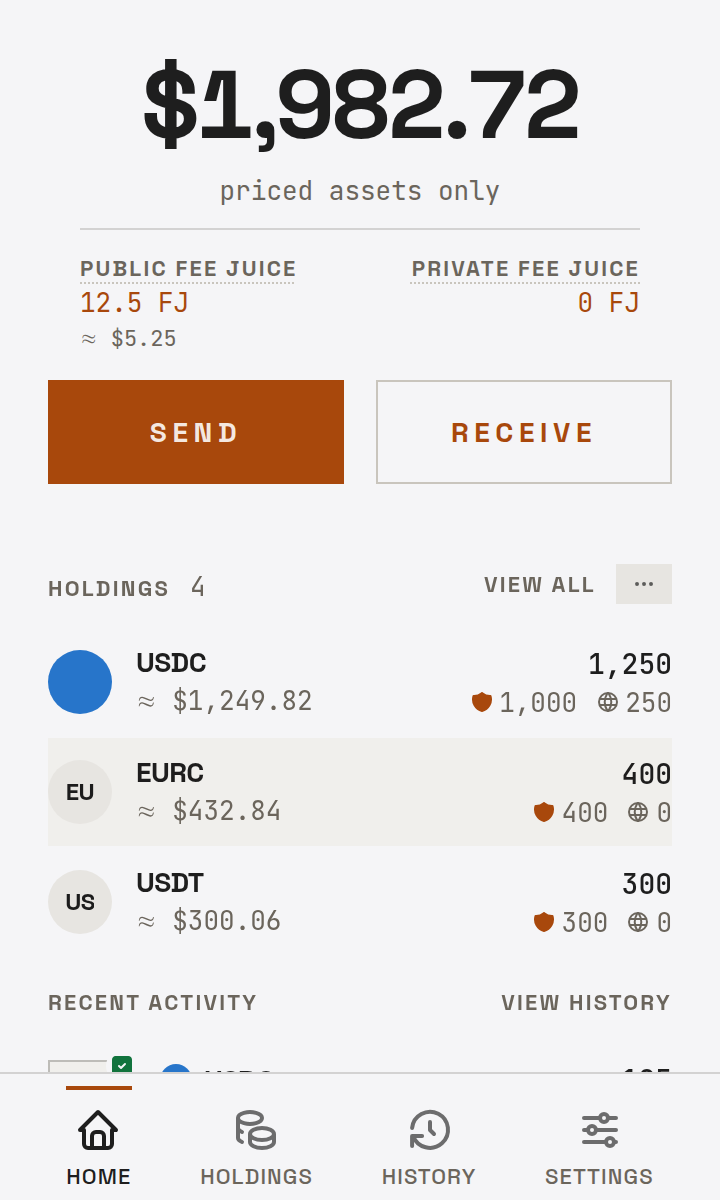 $1,982.72
priced assets only
PUBLIC FEE JUICE PRIVATE FEE JUICE
12.5 FJ 0 FJ
≈ $5.25
SEND RECEIVE
HOLDINGS 4 VIEW ALL ...
USDC 1,250
≈ $1,249.82 1,000 250
EU EURC 400
≈ $432.84 400 0
US USDT 300
≈ $300.06 300 0
RECENT ACTIVITY VIEW HISTORY
HOME HOLDINGS HISTORY SETTINGS